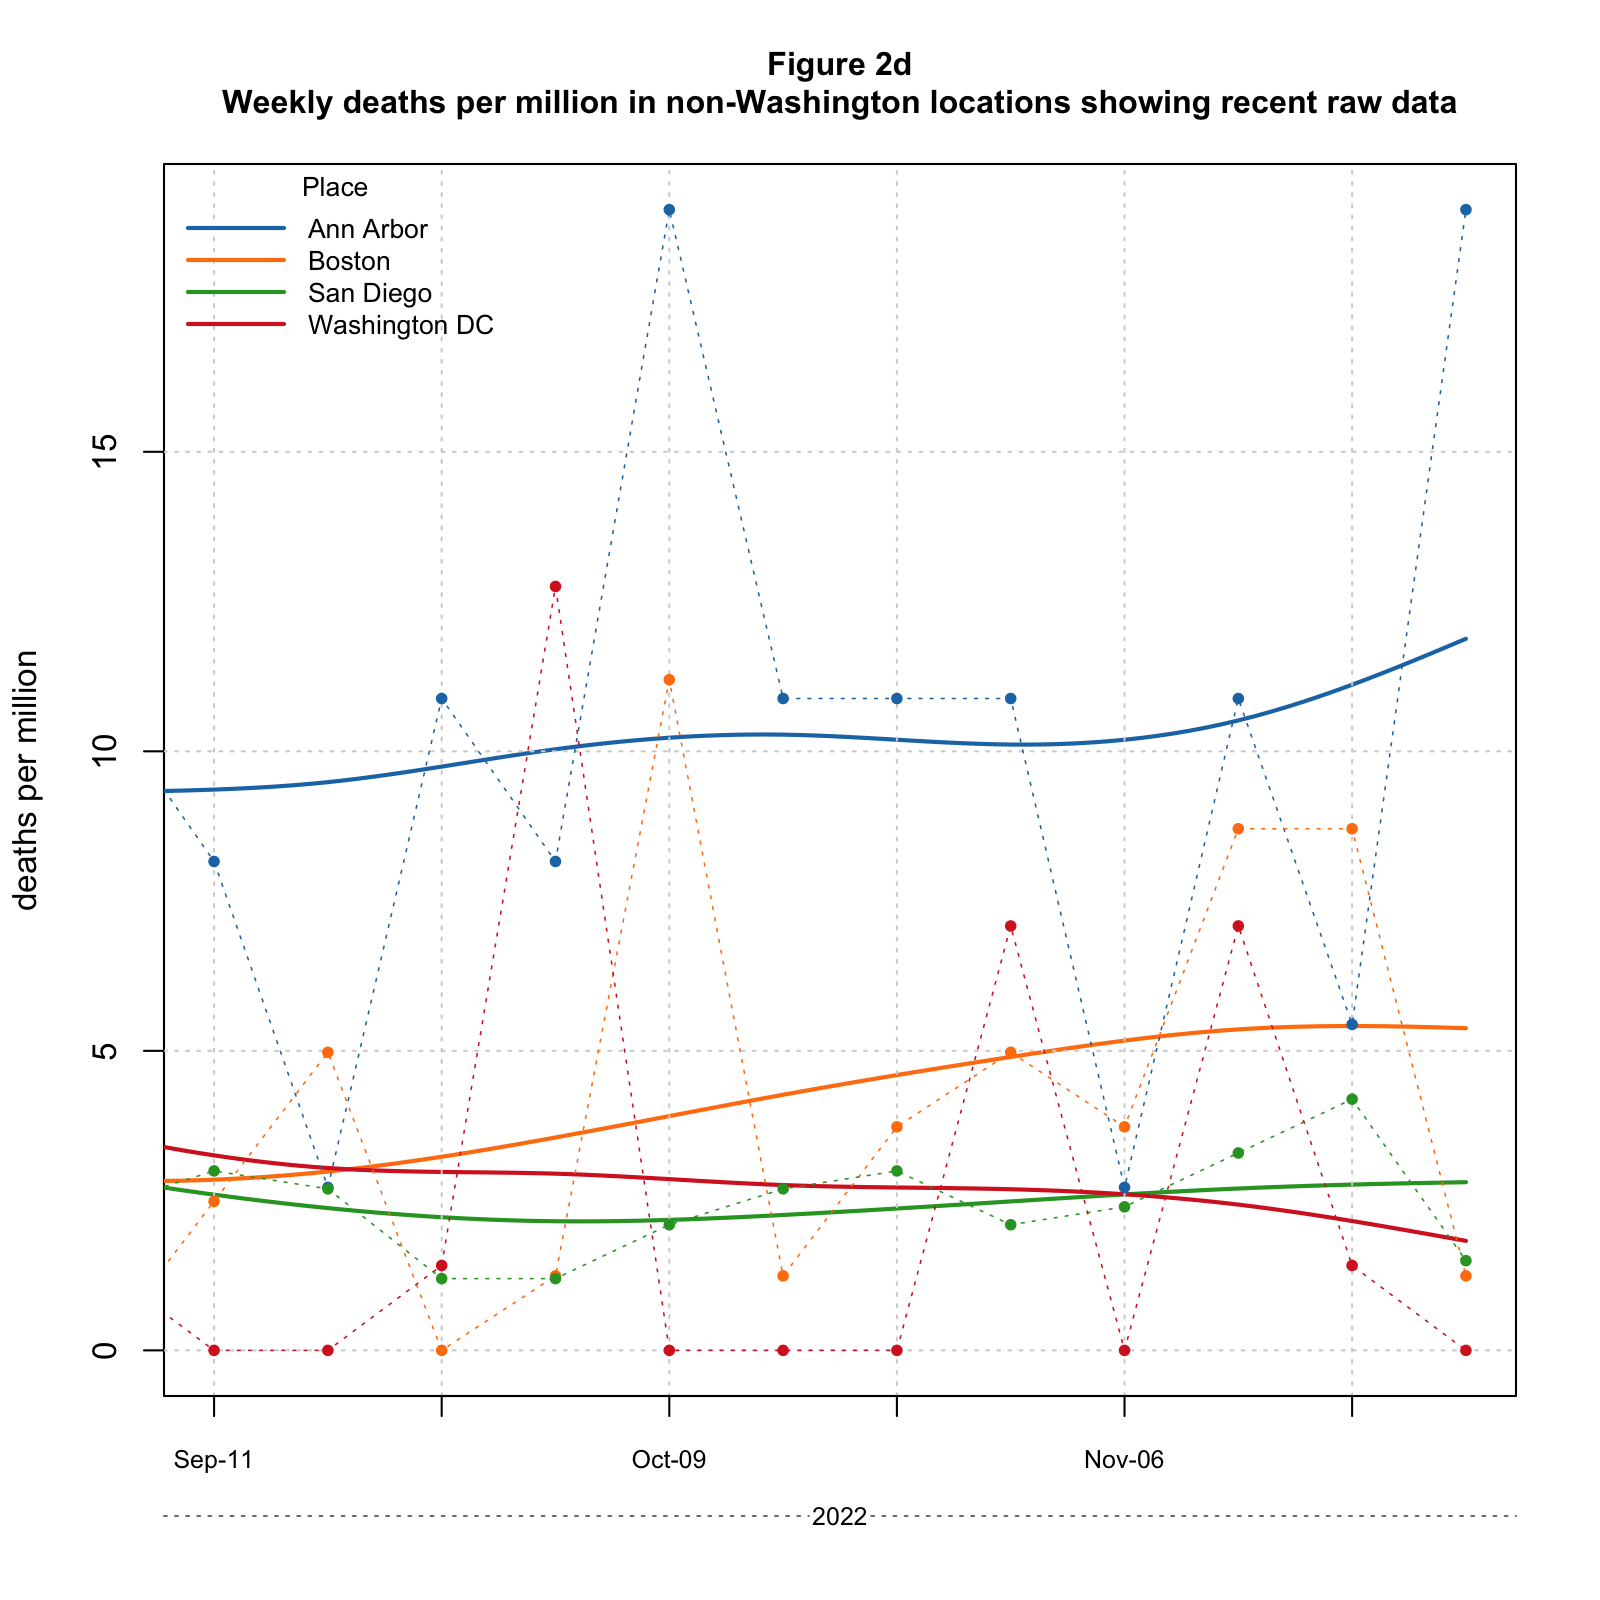 Figure 2d
Weekly deaths per million in non-Washington locations showing recent raw data
Place
Ann Arbor
Boston
San Diego
Washington DC
deaths per million
15
10
5
0
Sep-11
Oct-09
Nov-06
2022